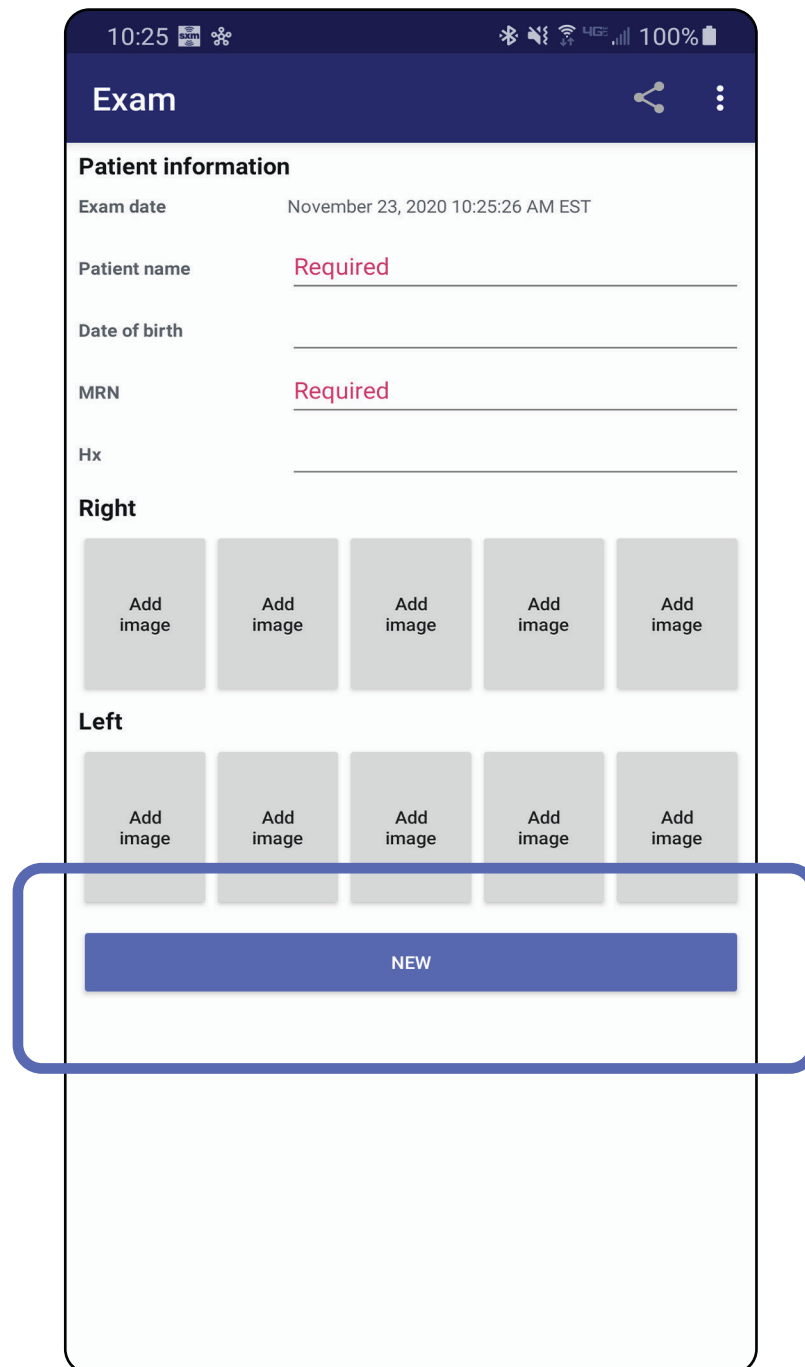 10:25 sxm 4GE 100%
Exam
Patient information
Exam date November 23, 2020 10:25:26 AM EST
Patient name Required
Date of birth
MRN Required
Hx
Right
Add Add Add Add Add
image image image image image
Left
Add Add Add Add Add
image image image image image
NEW